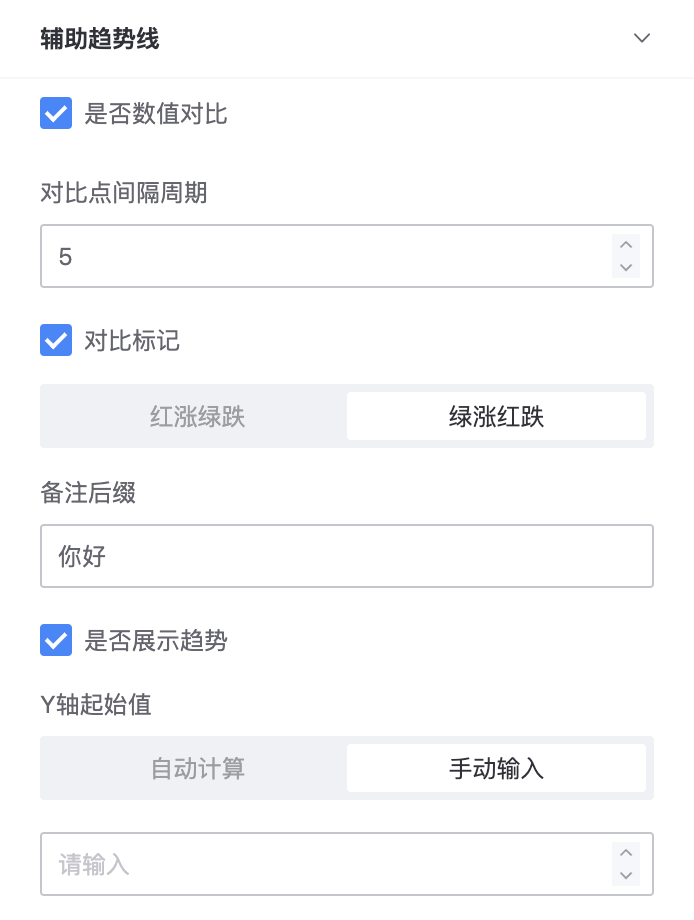 辅助趋势线
是否数值对比
对比点间隔周期
5
对比标记
红涨绿跌 绿涨红跌
备注后缀
你好
是否展示趋势
Y轴起始值
自动计算 手动输入
请输入